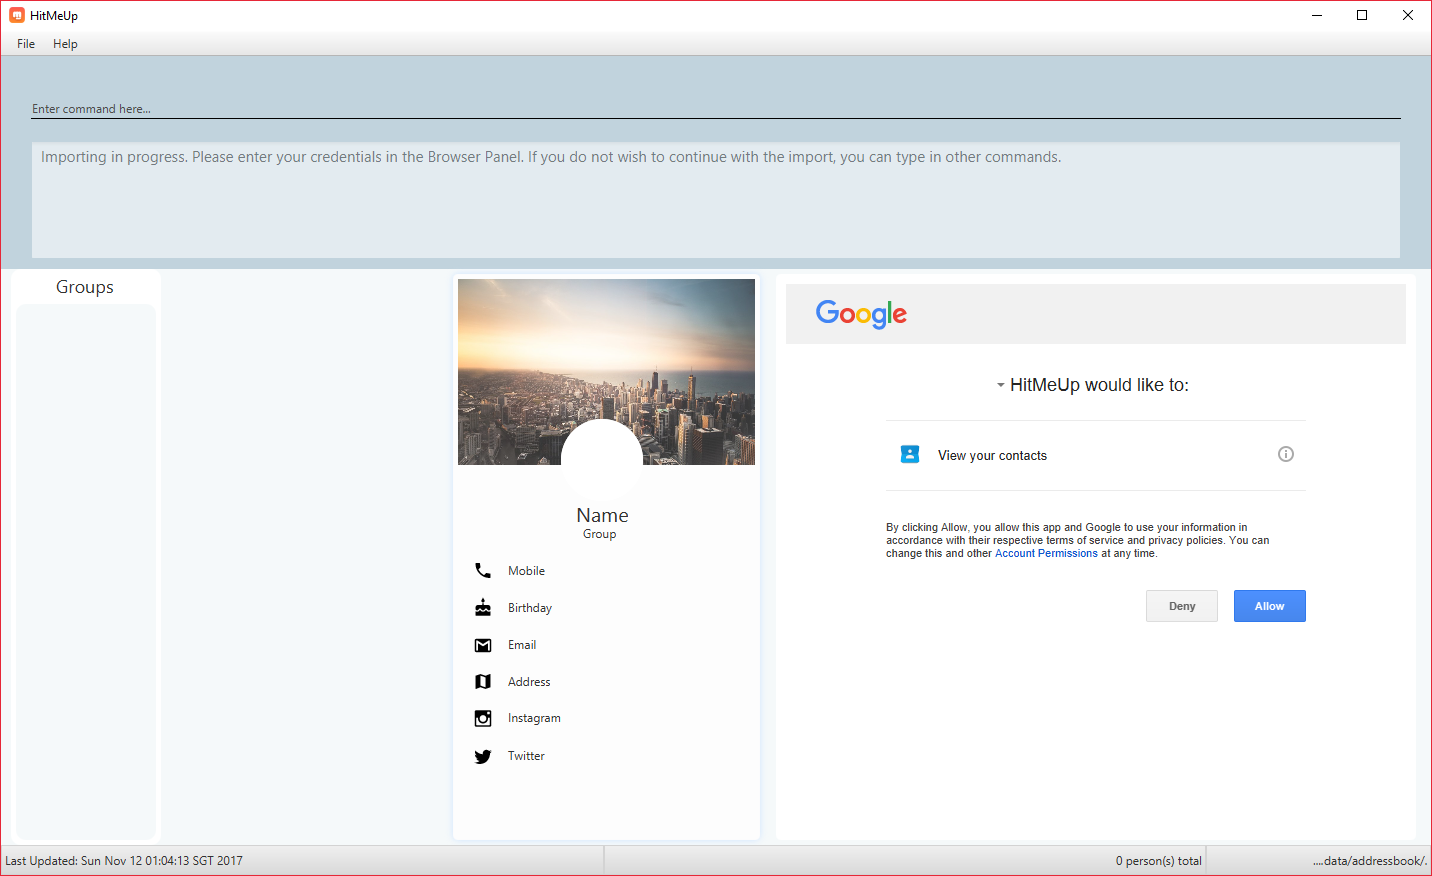 HitMeUp
File Help
Enter command here...
Importing in progress. Please enter your credentials in the Browser Panel. If you do not wish to continue with the import, you can type in other commands.
Groups
Name
Group
Mobile
Birthday
Email
Address
Instagram
Twitter
Google
HitMeUp would like to:
View your contacts
By clicking Allow, you allow this app and Google to use your information in
accordance with their respective terms of service and privacy policies. You can
change this and other Account Permissions at any time.
Deny Allow
Last Updated: Sun Nov 12 01:04:13 SGT 2017 0 person(s) total ....data/addressbook/.